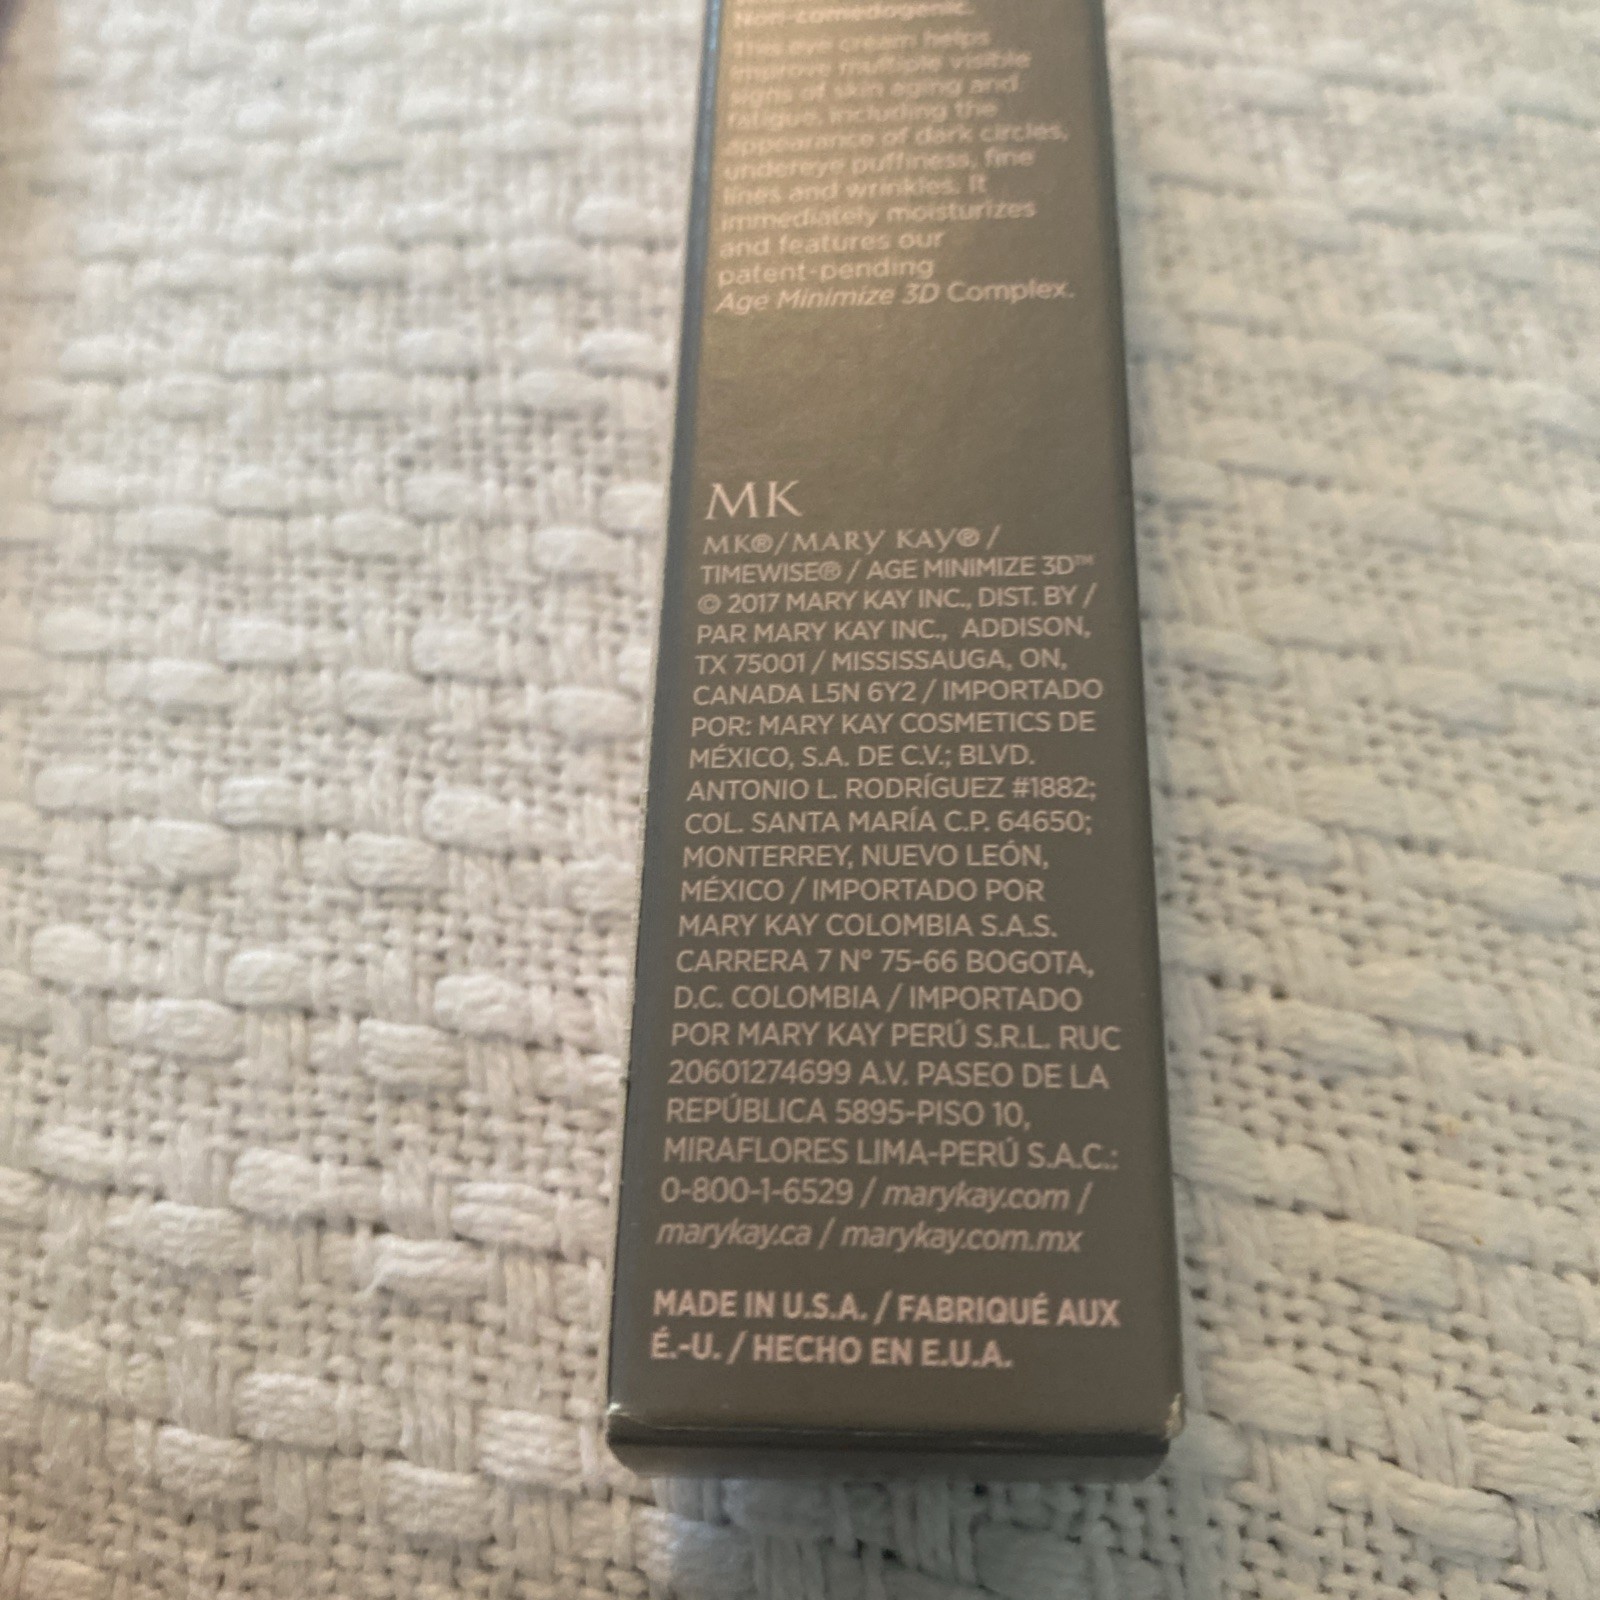 Non-comedogenic.
This eye cream helps
improve multiple visible
signs of skin aging and
fatigue, including the
appearance of dark circles,
undereye puffiness, fine
lines and wrinkles. It
immediately moisturizes
and features our
patent-pending
Age Minimize 3D Complex.
MK
MK®/MARY KAY® /
TIMEWISE® / AGE MINIMIZE 3D™
© 2017 MARY KAY INC., DIST. BY /
PAR MARY KAY INC., ADDISON,
TX 75001 / MISSISSAUGA, ON,
CANADA L5N 6Y2 / IMPORTADO
POR: MARY KAY COSMETICS DE
MÉXICO, S.A. DE C.V.; BLVD.
ANTONIO L. RODRÍGUEZ #1882;
COL. SANTA MARÍA C.P. 64650;
MONTERREY, NUEVO LEÓN,
MÉXICO / IMPORTADO POR
MARY KAY COLOMBIA S.A.S.
CARRERA 7 N° 75-66 BOGOTA,
D.C. COLOMBIA / IMPORTADO
POR MARY KAY PERÚ S.R.L. RUC
20601274699 A.V. PASEO DE LA
REPÚBLICA 5895-PISO 10,
MIRAFLORES LIMA-PERÚ S.A.C.:
0-800-1-6529 / marykay.com /
marykay.ca / marykay.com.mx
MADE IN U.S.A. / FABRIQUÉ AUX
É.-U. / HECHO EN E.U.A.